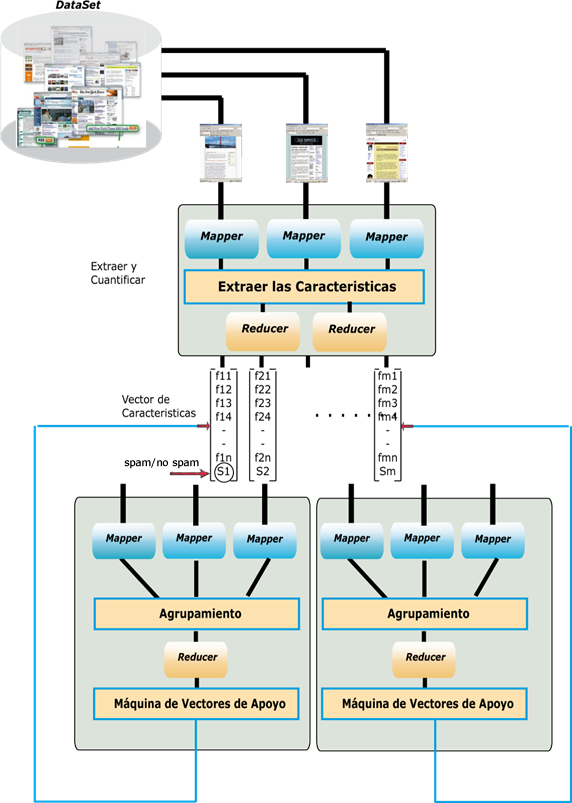 DataSet
Mapper
Mapper
Mapper
Extraer y
Cuantificar
Extraer las Caracteristicas
Reducer
Reducer
Vector de
Caracteristicas
f11
f12
f13
f14
-
-
f1n
S1
f21
f22
f23
f24
-
-
f2n
S2
. . . . . . . .
fm1
fm2
fm3
fm4
-
-
fmn
Sm
spam/no spam
Mapper
Mapper
Mapper
Agrupamiento
Reducer
Máquina de Vectores de Apoyo
Mapper
Mapper
Mapper
Agrupamiento
Reducer
Máquina de Vectores de Apoyo